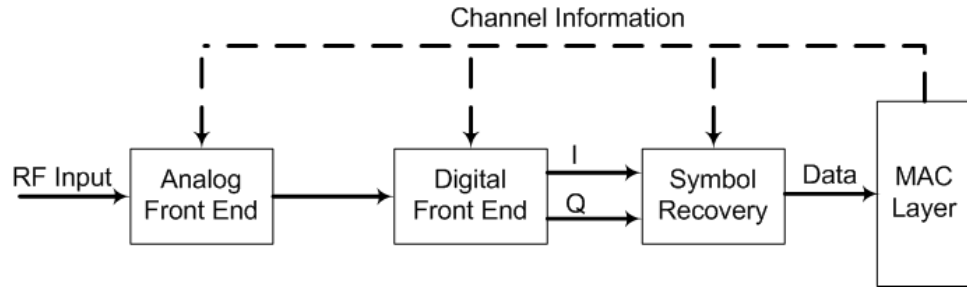 Channel Information
RF Input
Analog
Front End
Digital
Front End
I
Q
Symbol
Recovery
Data
MAC
Layer